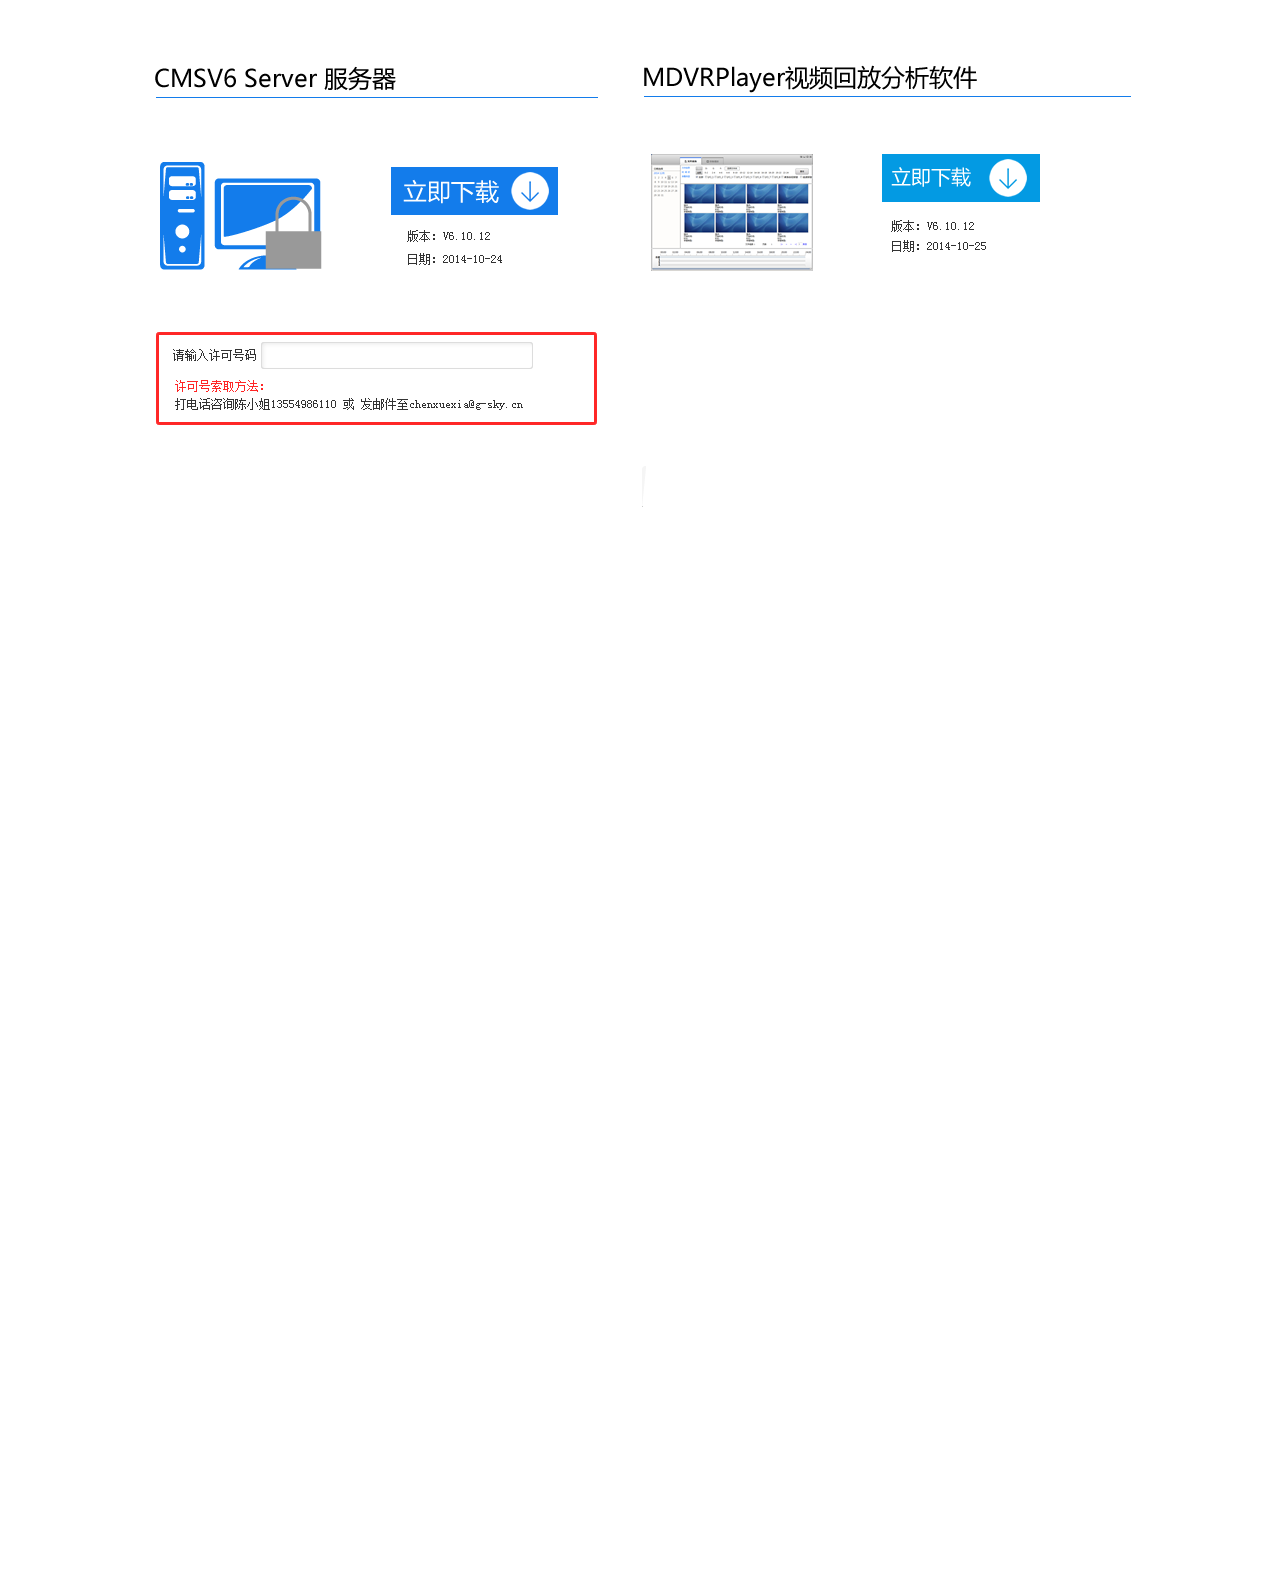 CMSV6 Server 服务器
立即下载
版本：V6.10.12
日期：2014-10-24
请输入许可号码
许可号索取方法：
打电话咨询陈小姐13554986110 或 发邮件至chenxuexia@g-sky.cn
MDVRPlayer视频回放分析软件
立即下载
版本：V6.10.12
日期：2014-10-25